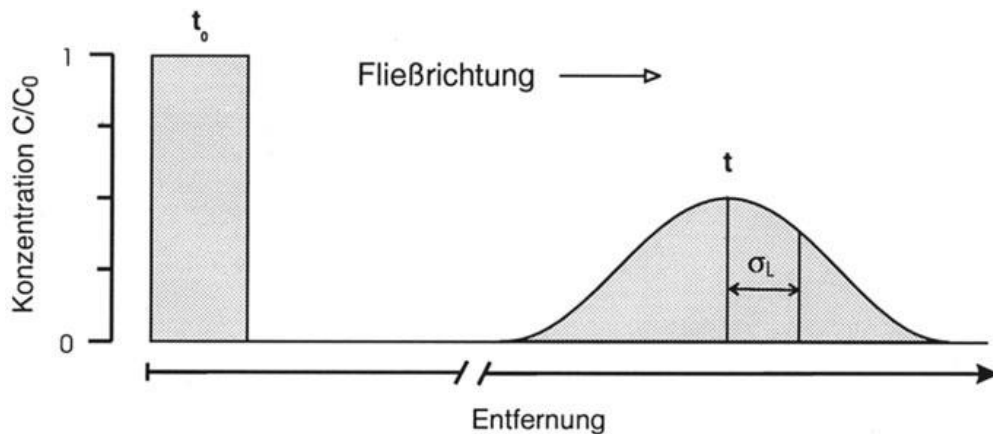 t₀
1
Fließrichtung
Konzentration C/C₀
t
σL
0
Entfernung